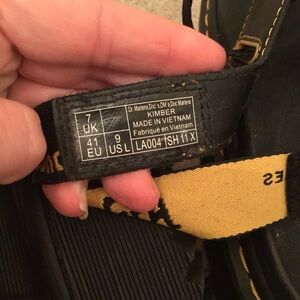 7 UK
41 EU
9 US L
Dr. Martens.Doc's.DM's.Doc Martens
KIMBER
MADE IN VIETNAM
Fabriqué en Vietnam
LA004 TSH 11 X
ES